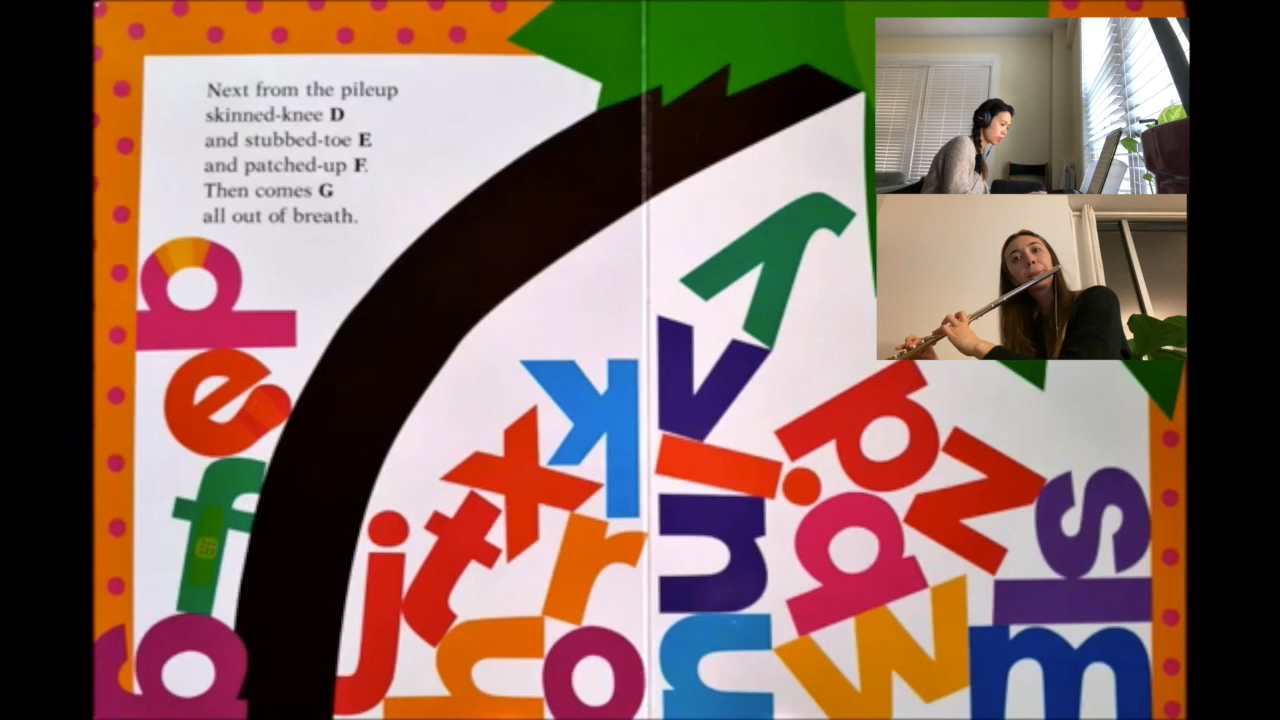 Next from the pileup
skinned-knee D
and stubbed-toe E
and patched-up F.
Then comes G
all out of breath.
d
e
f
g
y
k
v
x
i
p
z
s
j
t
r
n
q
l
h
o
u
w
m